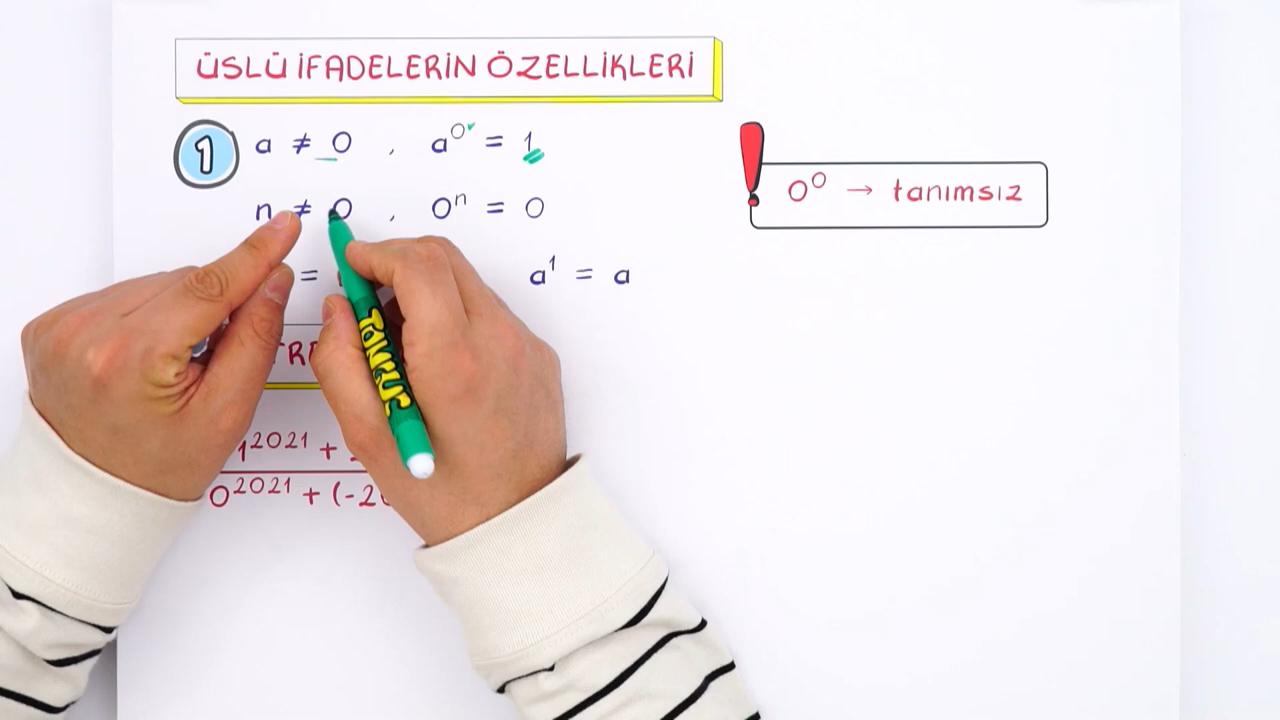 ÜSLÜ İFADELERİN ÖZELLİKLERİ
1 a ≠ 0 , a⁰ = 1
0⁰ → tanımsız
n ≠ 0 , 0ⁿ = 0
= a¹ = a
1²⁰²¹ +
0²⁰²¹ + (-2